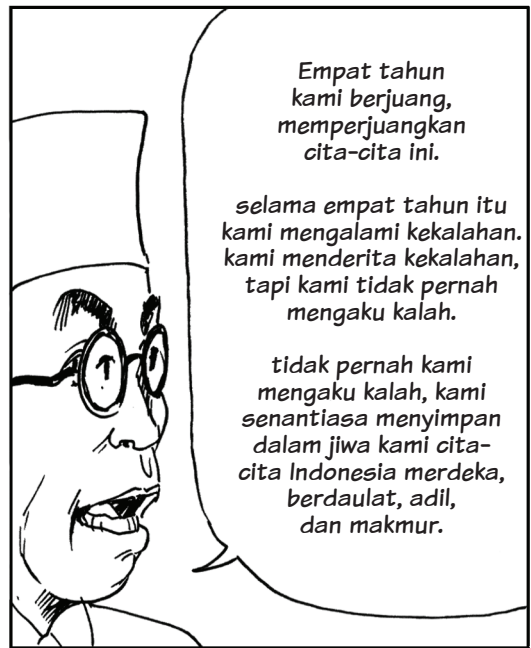 Empat tahun
kami berjuang,
memperjuangkan
cita-cita ini.
selama empat tahun itu
kami mengalami kekalahan.
kami menderita kekalahan,
tapi kami tidak pernah
mengaku kalah.
tidak pernah kami
mengaku kalah, kami
senantiasa menyimpan
dalam jiwa kami cita-
cita Indonesia merdeka,
berdaulat, adil,
dan makmur.